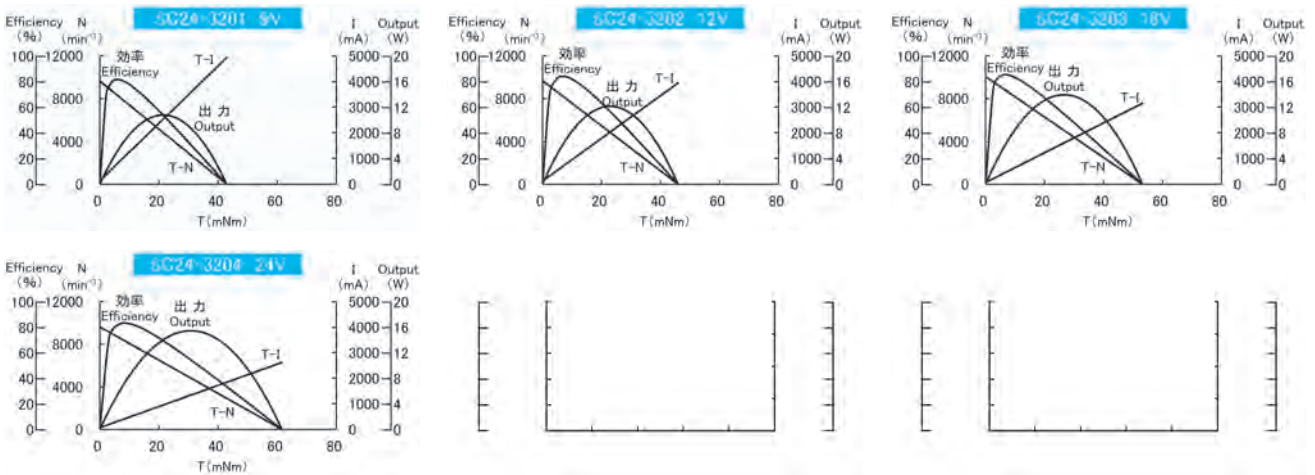 SC24-3201 9V
Efficiency N
(%) (min⁻¹)
I Output
(mA) (W)
効率
Efficiency
T-I
出力
Output
T-N
100 12000
80
60 8000
40
20 4000
0 0
5000 20
4000 16
3000 12
2000 8
1000 4
0 0
0 20 40 60 80
T(mNm)
SC24-3202 12V
Efficiency N
(%) (min⁻¹)
I Output
(mA) (W)
効率
Efficiency
T-I
出力
Output
T-N
100 12000
80
60 8000
40
20 4000
0 0
5000 20
4000 16
3000 12
2000 8
1000 4
0 0
0 20 40 60 80
T(mNm)
SC24-3203 18V
Efficiency N
(%) (min⁻¹)
I Output
(mA) (W)
効率
Efficiency
出力
Output
T-I
T-N
100 12000
80
60 8000
40
20 4000
0 0
5000 20
4000 16
3000 12
2000 8
1000 4
0 0
0 20 40 60 80
T(mNm)
SC24-3204 24V
Efficiency N
(%) (min⁻¹)
I Output
(mA) (W)
効率
Efficiency
出力
Output
T-I
T-N
100 12000
80
60 8000
40
20 4000
0 0
5000 20
4000 16
3000 12
2000 8
1000 4
0 0
0 20 40 60 80
T(mNm)